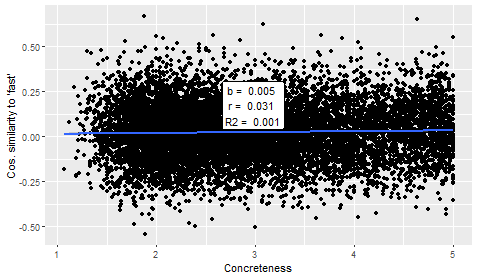 Cos. similarity to "fast"
0.50
0.25
0.00
-0.25
-0.50
b = 0.005
r = 0.031
R2 = 0.001
1
2
3
4
5
Concreteness